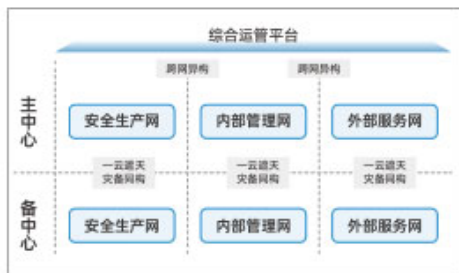 综合运管平台
跨网异构
跨网异构
主中心
安全生产网
内部管理网
外部服务网
一云遮天
灾备同构
一云遮天
灾备同构
一云遮天
灾备同构
备中心
安全生产网
内部管理网
外部服务网